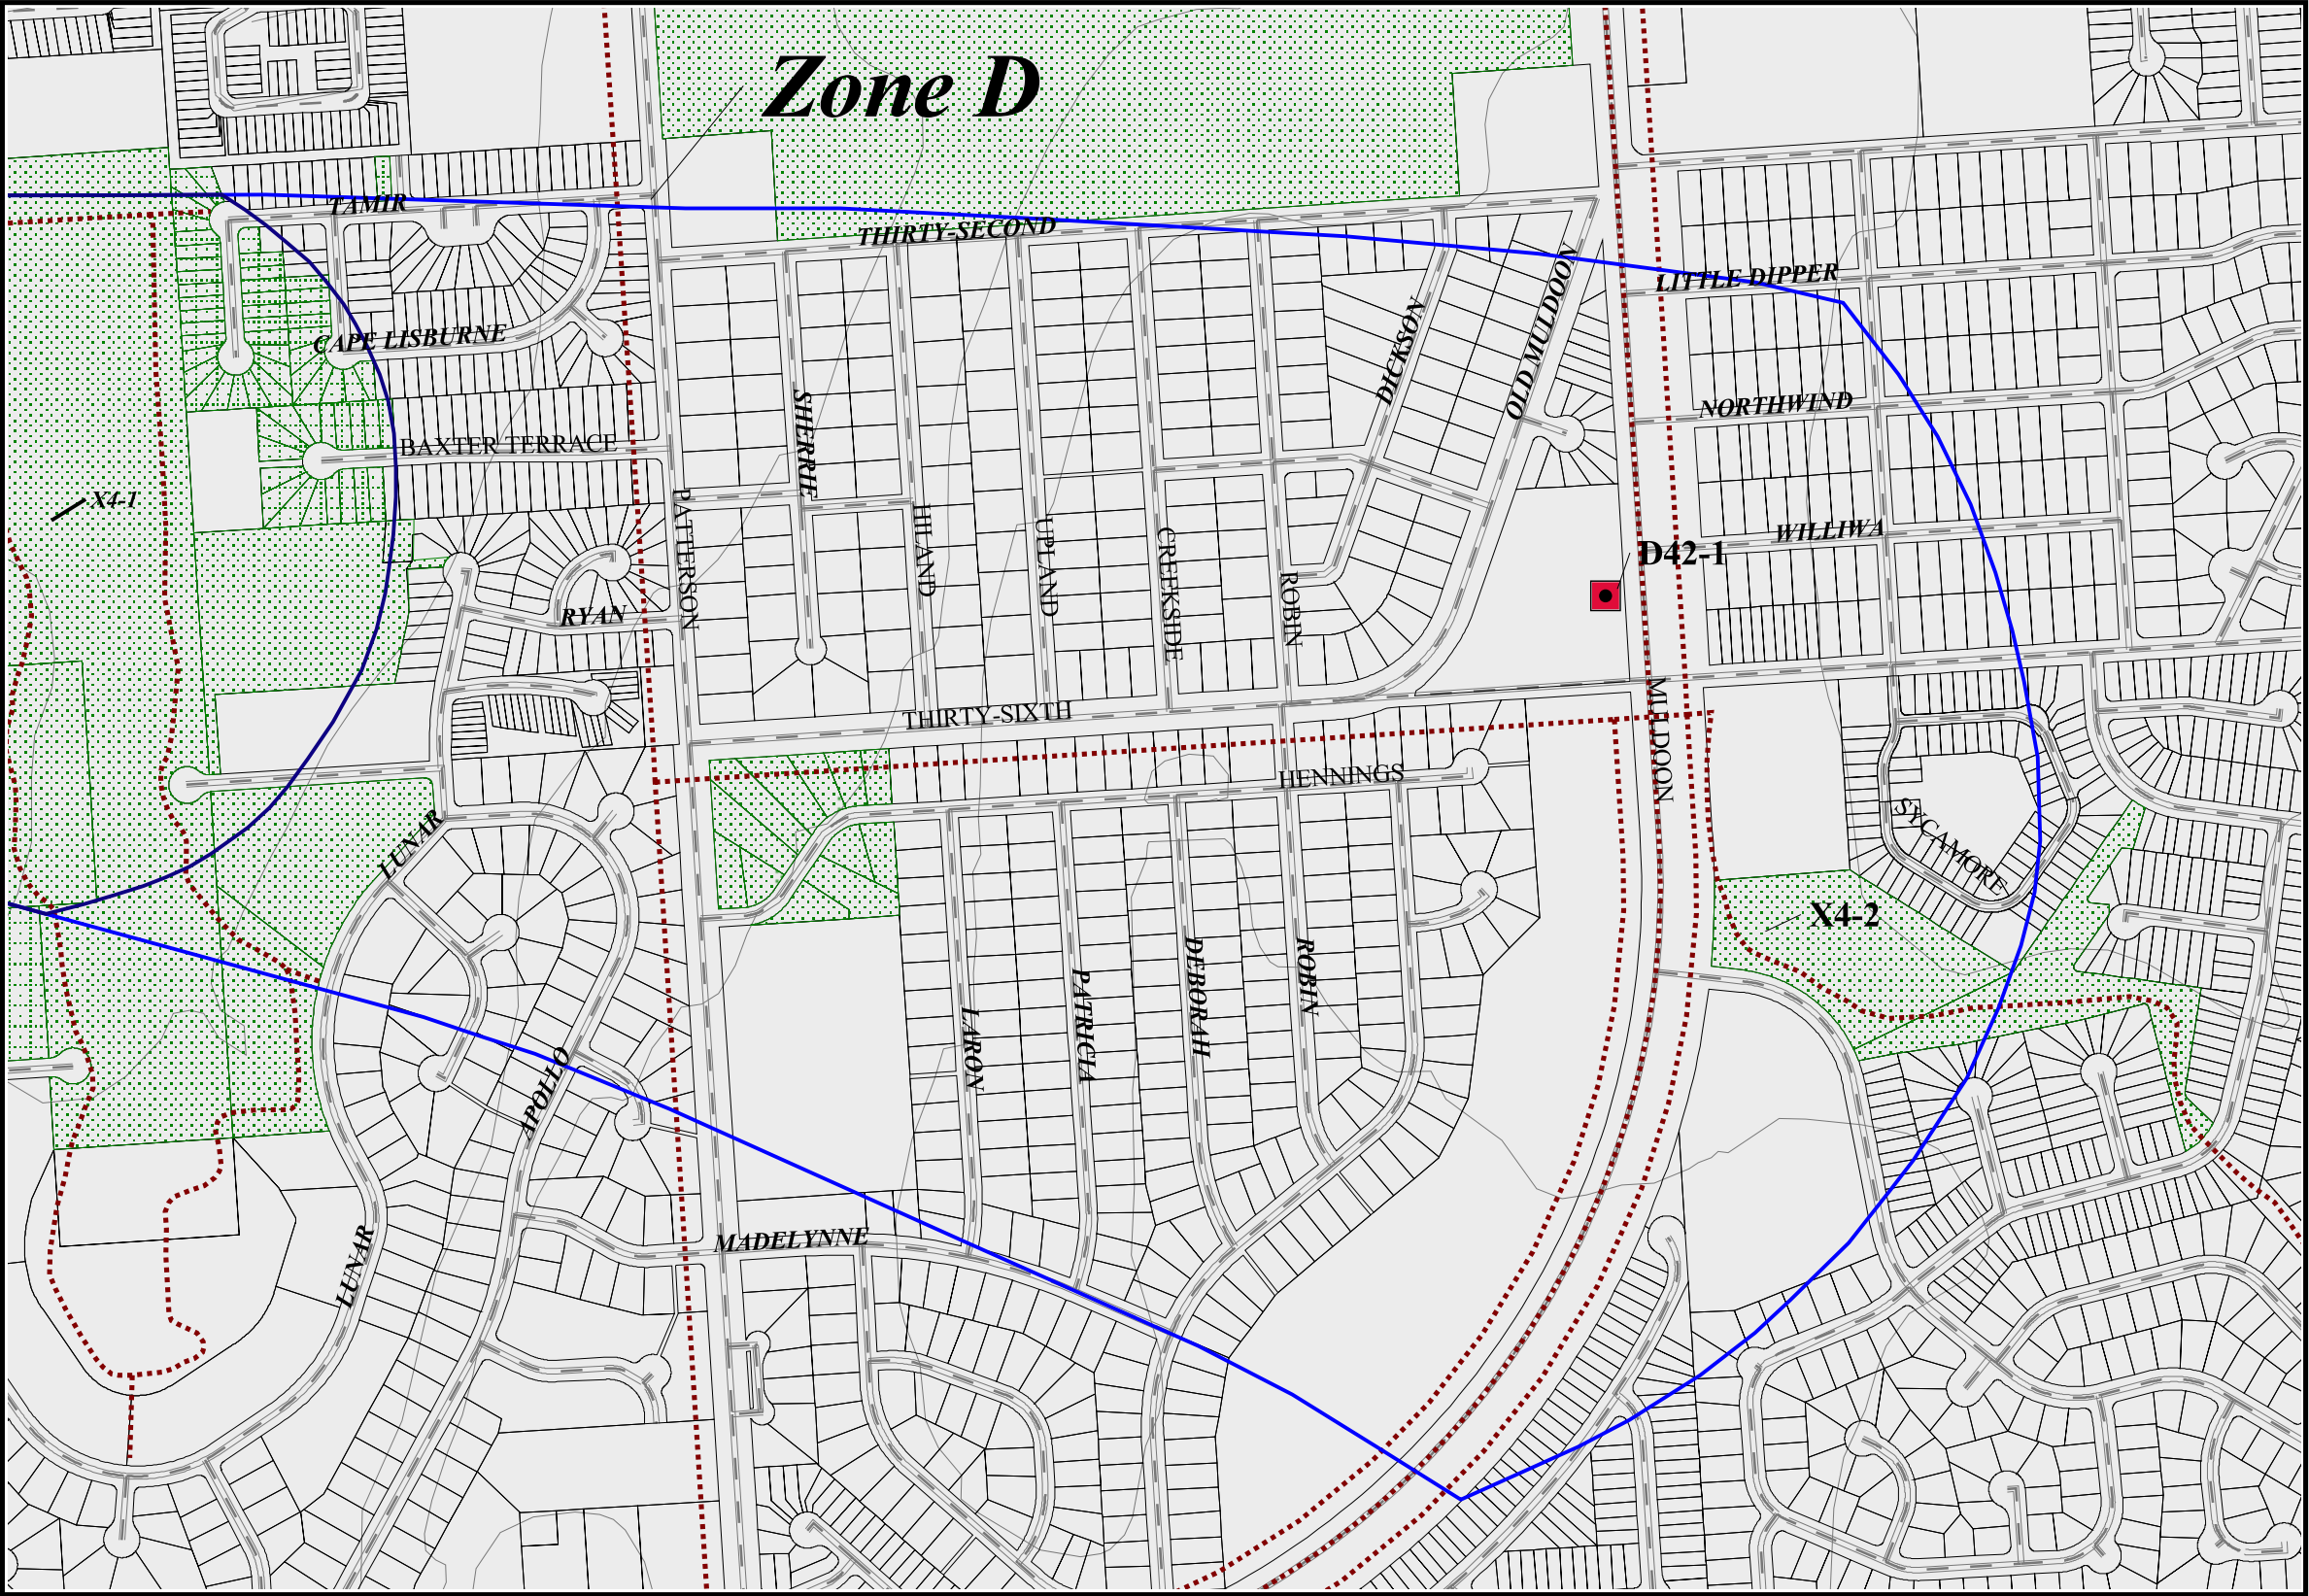 Zone D
TAMIR
THIRTY-SECOND
LITTLE DIPPER
CAPE LISBURNE
DICKSON
OLD MULDOON
NORTHWIND
SHERRIE
BAXTER TERRACE
X4-1
PATTERSON
HILAND
UPLAND
CREEKSIDE
ROBIN
WILLIWA
D42-1
RYAN
THIRTY-SIXTH
MULDOON
HENNINGS
LUNAR
SYCAMORE
X4-2
LARON
PATRICIA
DEBORAH
ROBIN
APOLLO
LUNAR
MADELYNNE